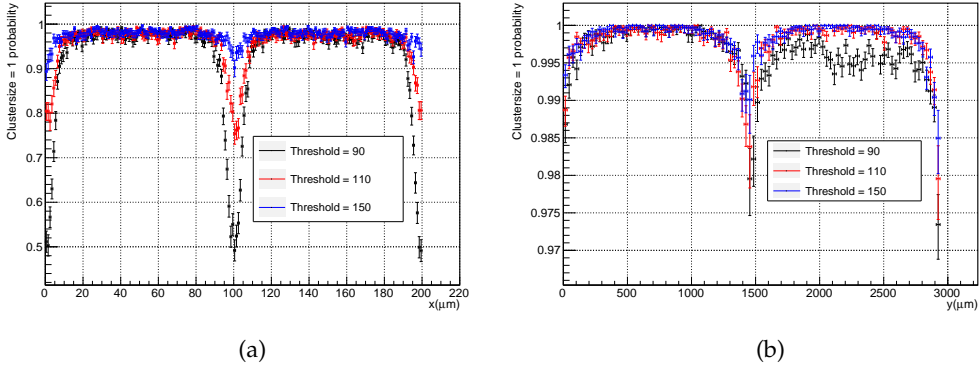 Clustersize = 1 probability
1
0.9
0.8
0.7
0.6
0.5
0 20 40 60 80 100 120 140 160 180 200 220
x(μm)
Threshold = 90
Threshold = 110
Threshold = 150
(a)
Clustersize = 1 probability
1
0.995
0.99
0.985
0.98
0.975
0.97
0 500 1000 1500 2000 2500 3000
y(μm)
Threshold = 90
Threshold = 110
Threshold = 150
(b)